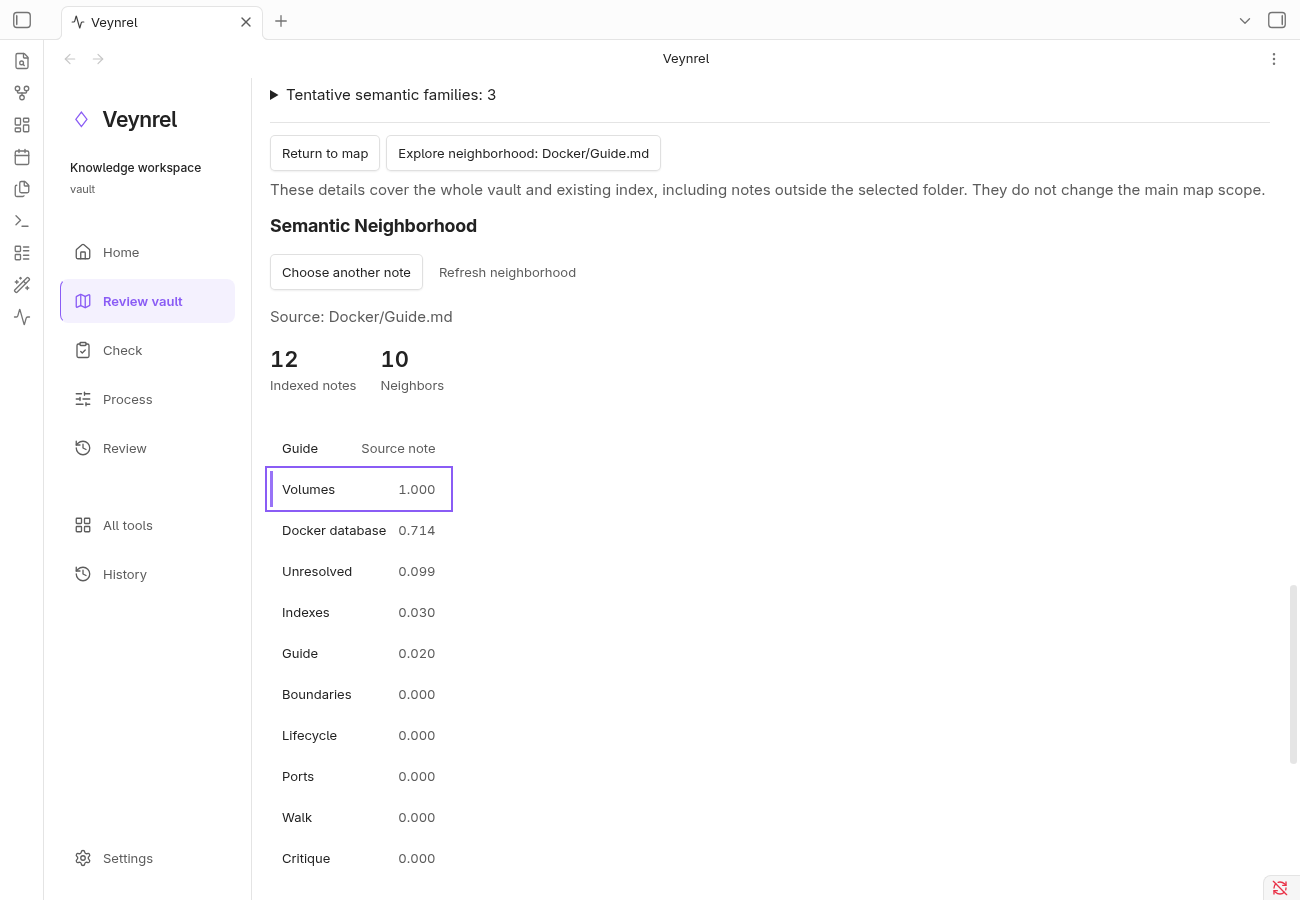 Veynrel
Veynrel
Tentative semantic families: 3
Veynrel
Return to map
Explore neighborhood: Docker/Guide.md
Knowledge workspace
vault
These details cover the whole vault and existing index, including notes outside the selected folder. They do not change the main map scope.
Semantic Neighborhood
Home
Choose another note
Refresh neighborhood
Review vault
Source: Docker/Guide.md
Check
12
10
Indexed notes
Neighbors
Process
Review
Guide Source note
Volumes 1.000
All tools
Docker database 0.714
History
Unresolved 0.099
Indexes 0.030
Guide 0.020
Boundaries 0.000
Lifecycle 0.000
Ports 0.000
Walk 0.000
Settings
Critique 0.000